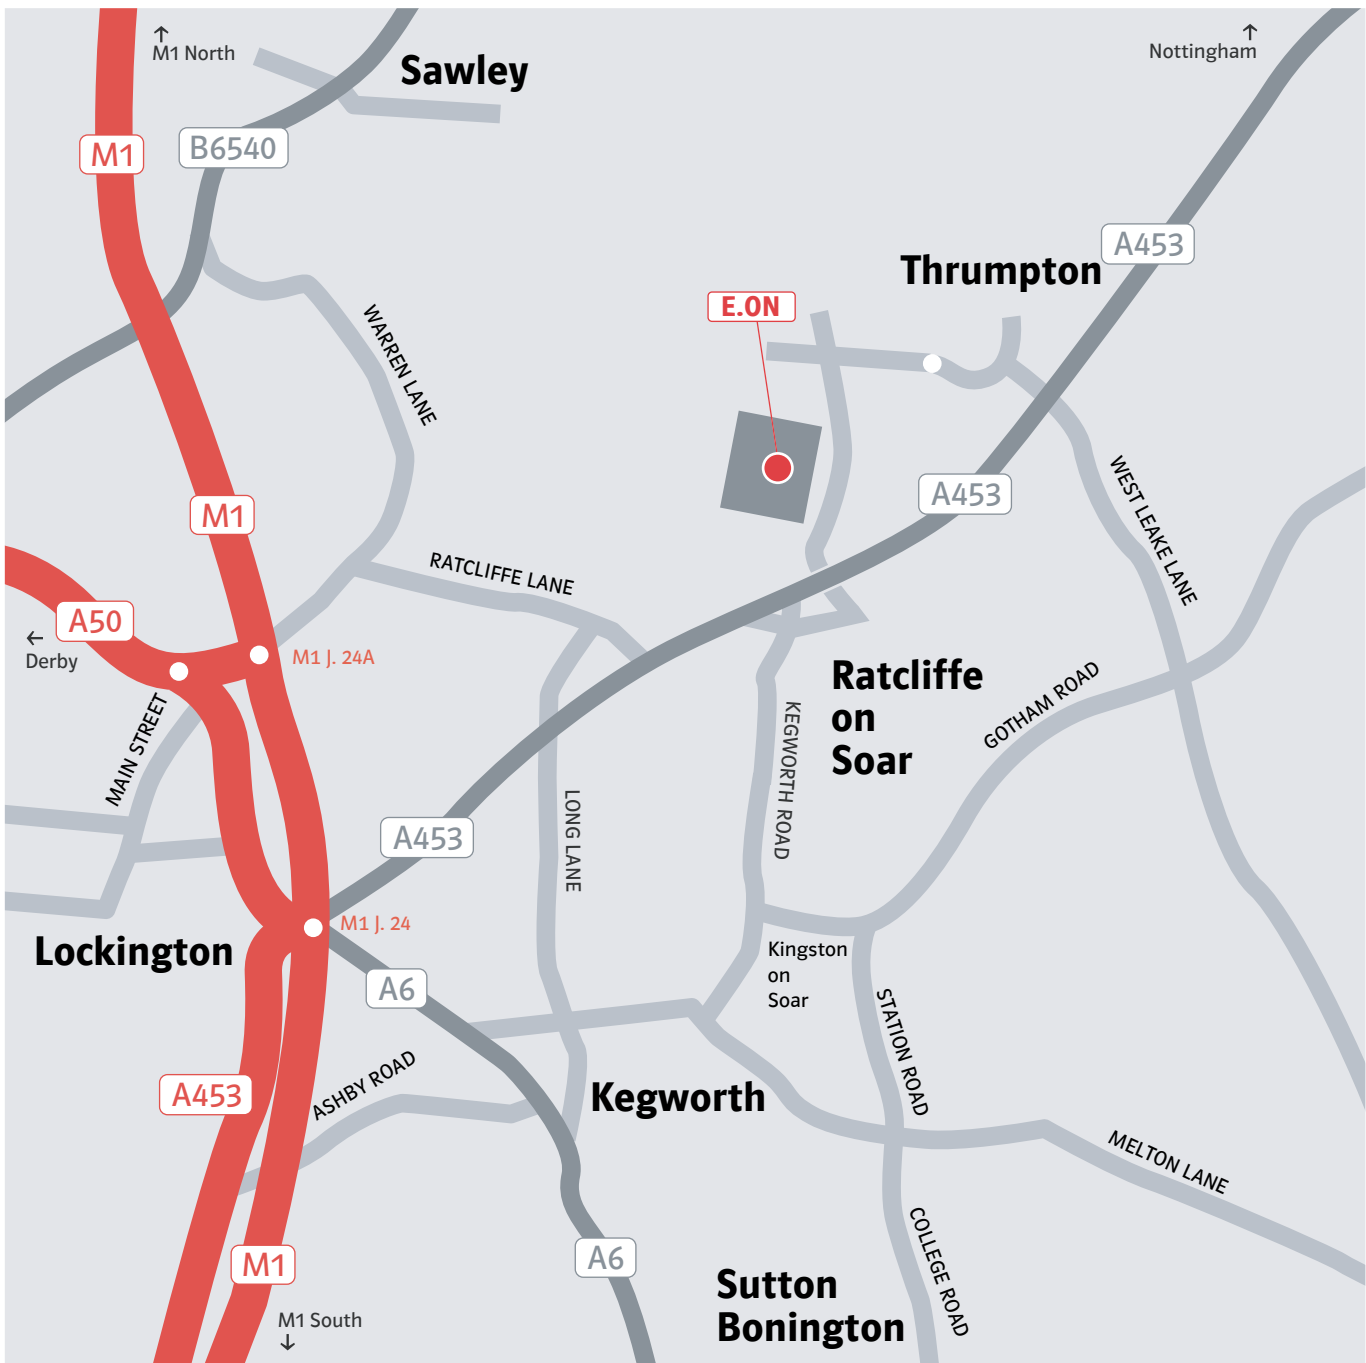 M1 North
Sawley
Nottingham
M1
B6540
A453
Thrumpton
E.ON
WARREN LANE
M1
A453
WEST LEAKE LANE
RATCLIFFE LANE
A50
Derby
M1 J. 24A
Ratcliffe
on
Soar
GOTHAM ROAD
MAIN STREET
KEGWORTH ROAD
LONG LANE
A453
M1 J. 24
Lockington
Kingston
on
Soar
A6
STATION ROAD
ASHBY ROAD
A453
Kegworth
MELTON LANE
COLLEGE ROAD
M1
A6
Sutton
Bonington
M1 South